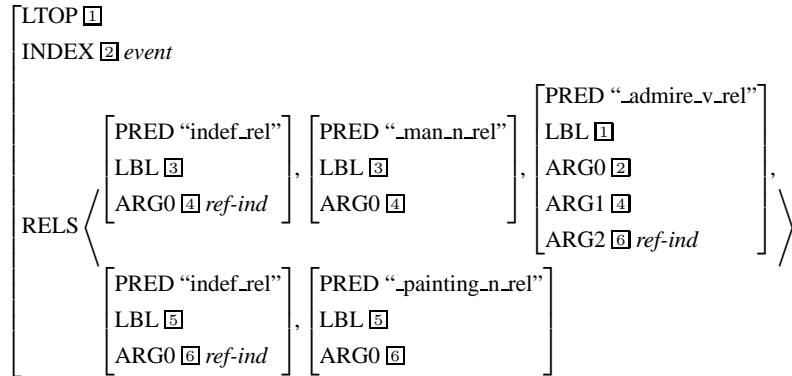 LTOP 1
INDEX 2 event
RELS
PRED “indef_rel”
LBL 3
ARG0 4 ref-ind
,
PRED “_man_n_rel”
LBL 3
ARG0 4
,
PRED “_admire_v_rel”
LBL 1
ARG0 2
ARG1 4
ARG2 6 ref-ind
,
PRED “indef_rel”
LBL 5
ARG0 6 ref-ind
,
PRED “_painting_n_rel”
LBL 5
ARG0 6